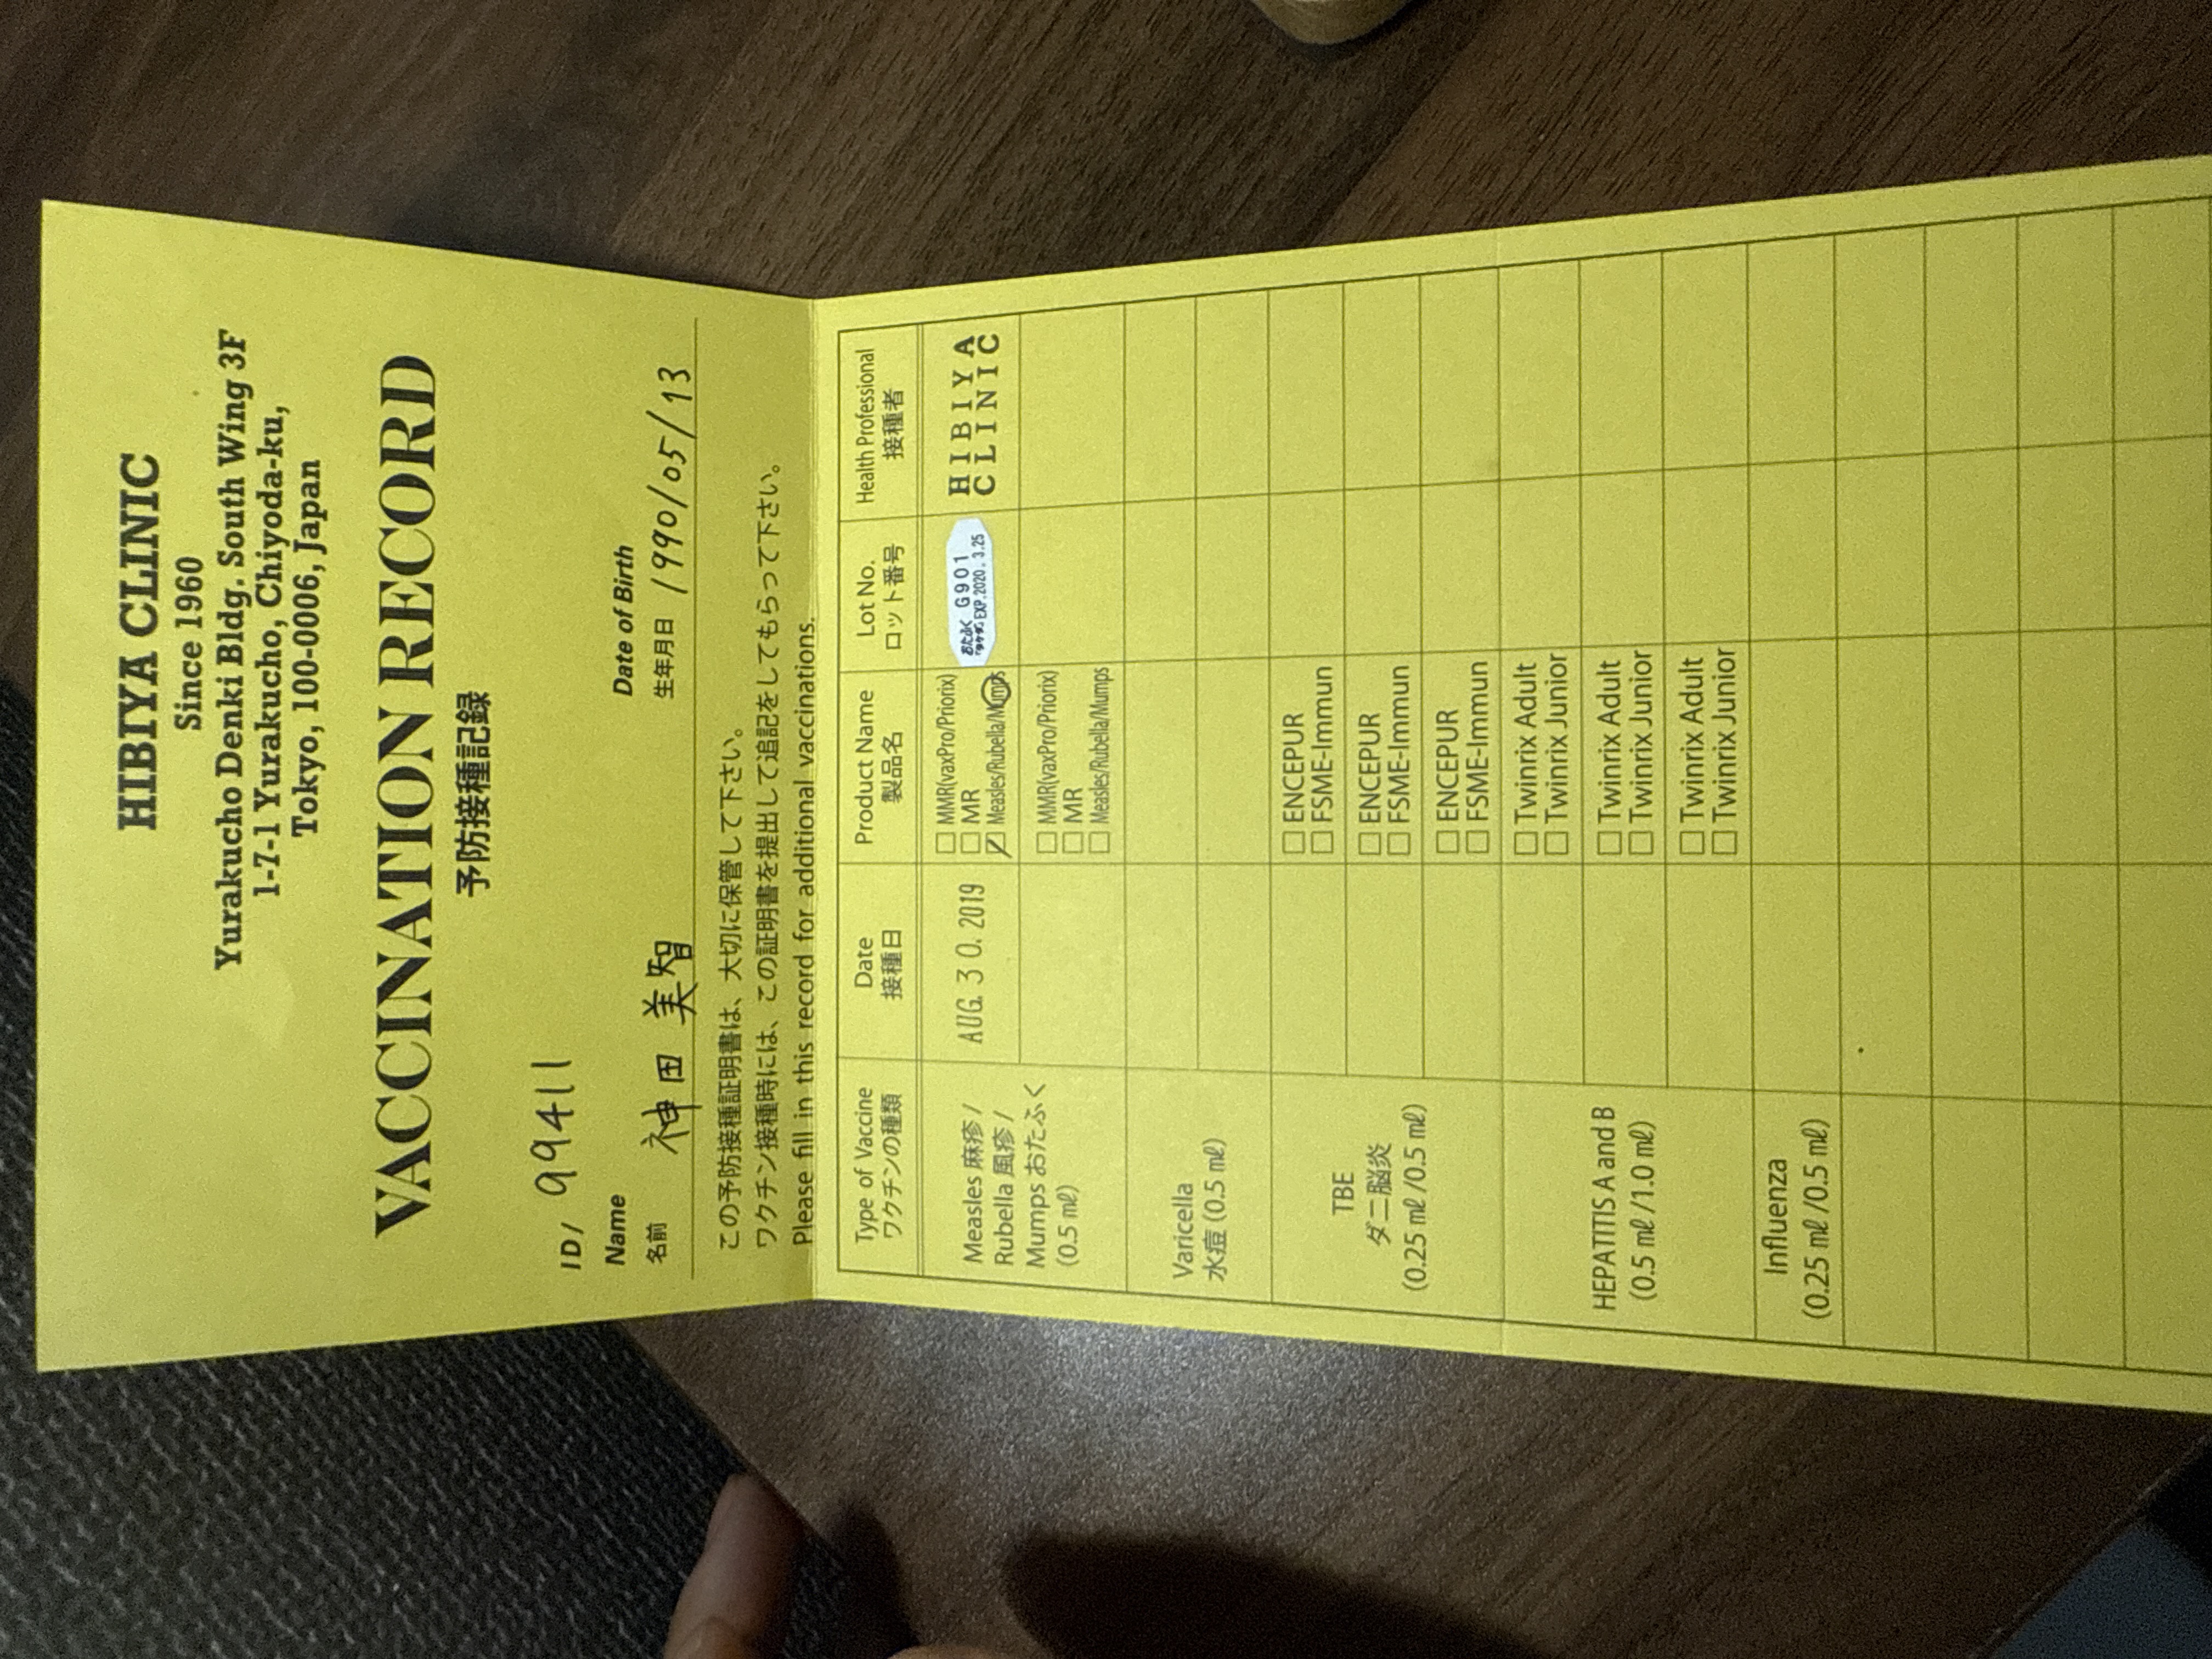 HIBIYA CLINIC
Since 1960
Yurakucho Denki Bldg. South Wing 3F
1-7-1 Yurakucho, Chiyoda-ku,
Tokyo, 100-0006, Japan
VACCINATION RECORD
予防接種記録
ID/ 99411
Name
Date of Birth
名前 神田 美智 生年月日 1990/05/13
この予防接種証明書は、大切に保管して下さい。
ワクチン接種時には、この証明書を提出して追記をしてもらって下さい。
Please fill in this record for additional vaccinations.
Type of Vaccine Date Product Name Lot No. Health Professional
ワクチンの種類 接種日 製品名 ロット番号 接種者
Measles 麻疹 /
Rubella 風疹 /
Mumps おたふく
(0.5 ㎖)
AUG. 30. 2019
□ MMR(vaxPro/Priorix)
□ MR
☑ Measles/Rubella/Mumps
おたふく G901
EXP.2020. 3.25
HIBIYA
CLINIC
□ MMR(vaxPro/Priorix)
□ MR
□ Measles/Rubella/Mumps
Varicella
水痘 (0.5 ㎖)
TBE
ダニ脳炎
(0.25 ㎖ /0.5 ㎖)
□ ENCEPUR
□ FSME-Immun
□ ENCEPUR
□ FSME-Immun
□ ENCEPUR
□ FSME-Immun
HEPATITIS A and B
(0.5 ㎖ /1.0 ㎖)
□ Twinrix Adult
□ Twinrix Junior
□ Twinrix Adult
□ Twinrix Junior
□ Twinrix Adult
□ Twinrix Junior
Influenza
(0.25 ㎖ /0.5 ㎖)